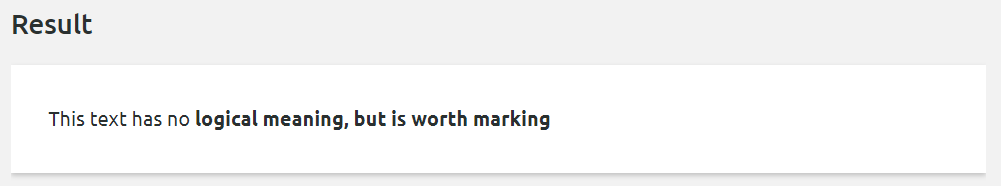 Result
This text has no logical meaning, but is worth marking